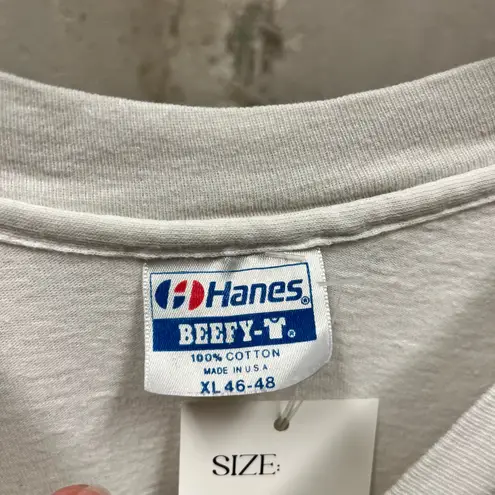 Hanes®
BEEFY-T®
100% COTTON
MADE IN U.S.A
XL 46-48
SIZE: